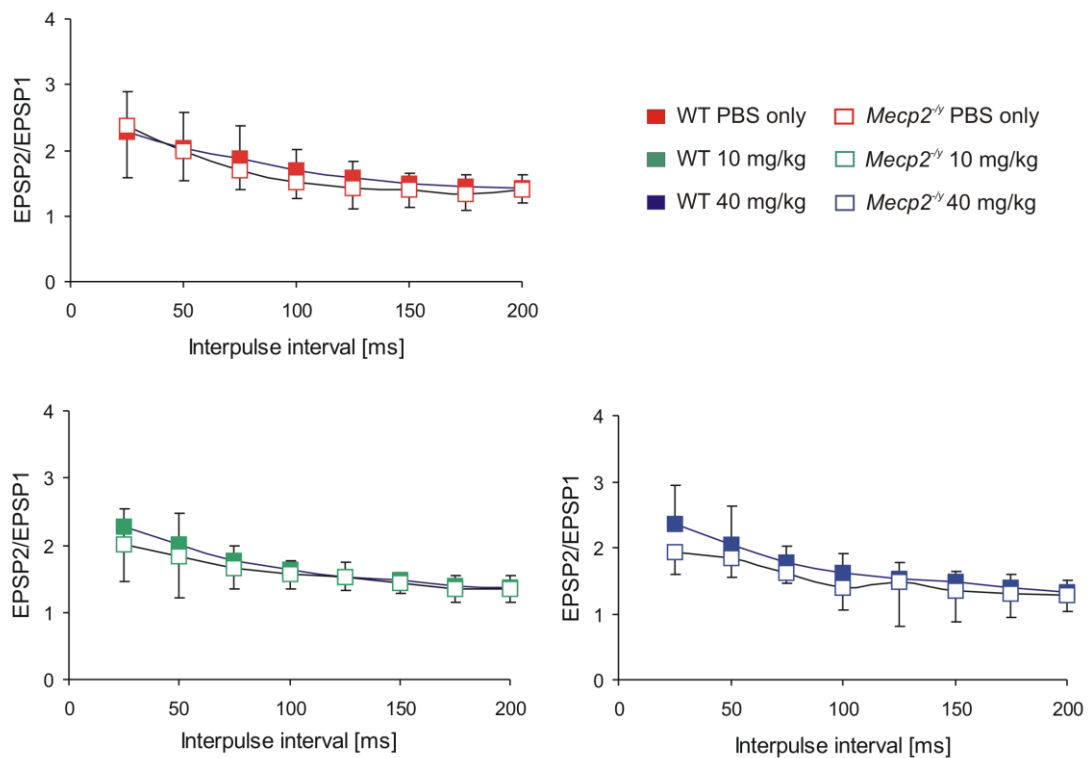 4
3
2
1
0
EPSP2/EPSP1
0 50 100 150 200
Interpulse interval [ms]
WT PBS only Mecp2-/y PBS only
WT 10 mg/kg Mecp2-/y 10 mg/kg
WT 40 mg/kg Mecp2-/y 40 mg/kg
4
3
2
1
0
EPSP2/EPSP1
0 50 100 150 200
Interpulse interval [ms]
4
3
2
1
0
EPSP2/EPSP1
0 50 100 150 200
Interpulse interval [ms]